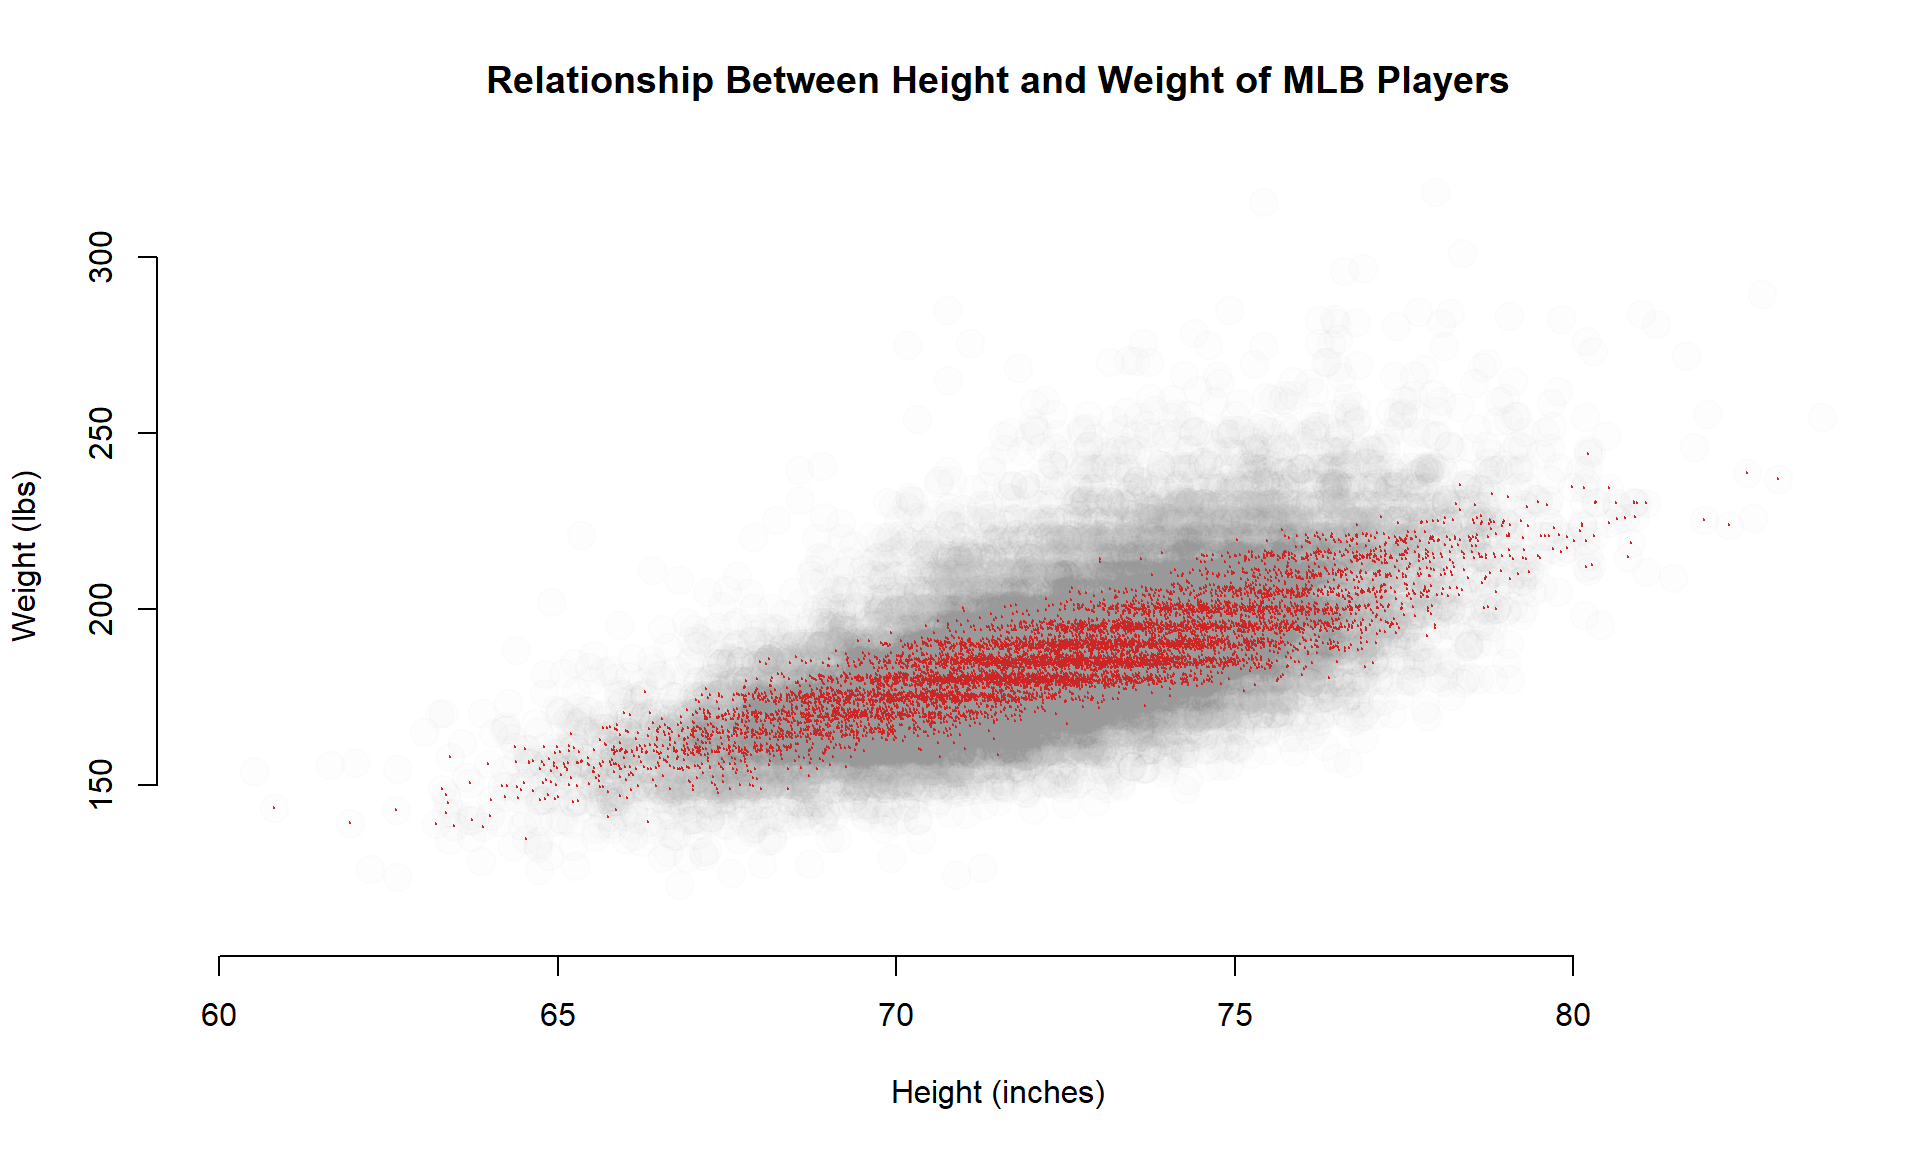 Relationship Between Height and Weight of MLB Players
Weight (lbs)
300
250
200
150
60 65 70 75 80
Height (inches)